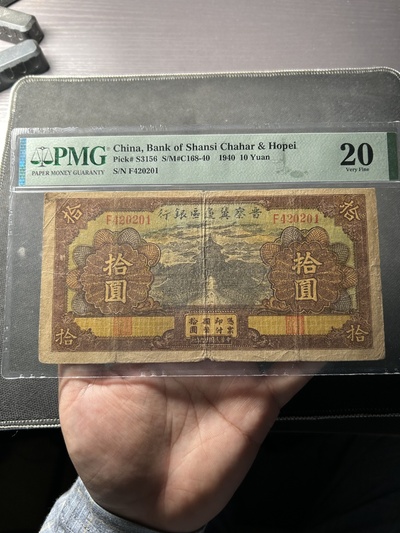 PMG
PAPER MONEY GUARANTY
China, Bank of Shansi Chahar & Hopei
Pick# S3156 S/M#C168-40 1940 10 Yuan
S/N F420201
20
Very Fine
拾 行銀區邊冀察晉 拾
F420201 F420201
拾圓 拾圓
拾 拾